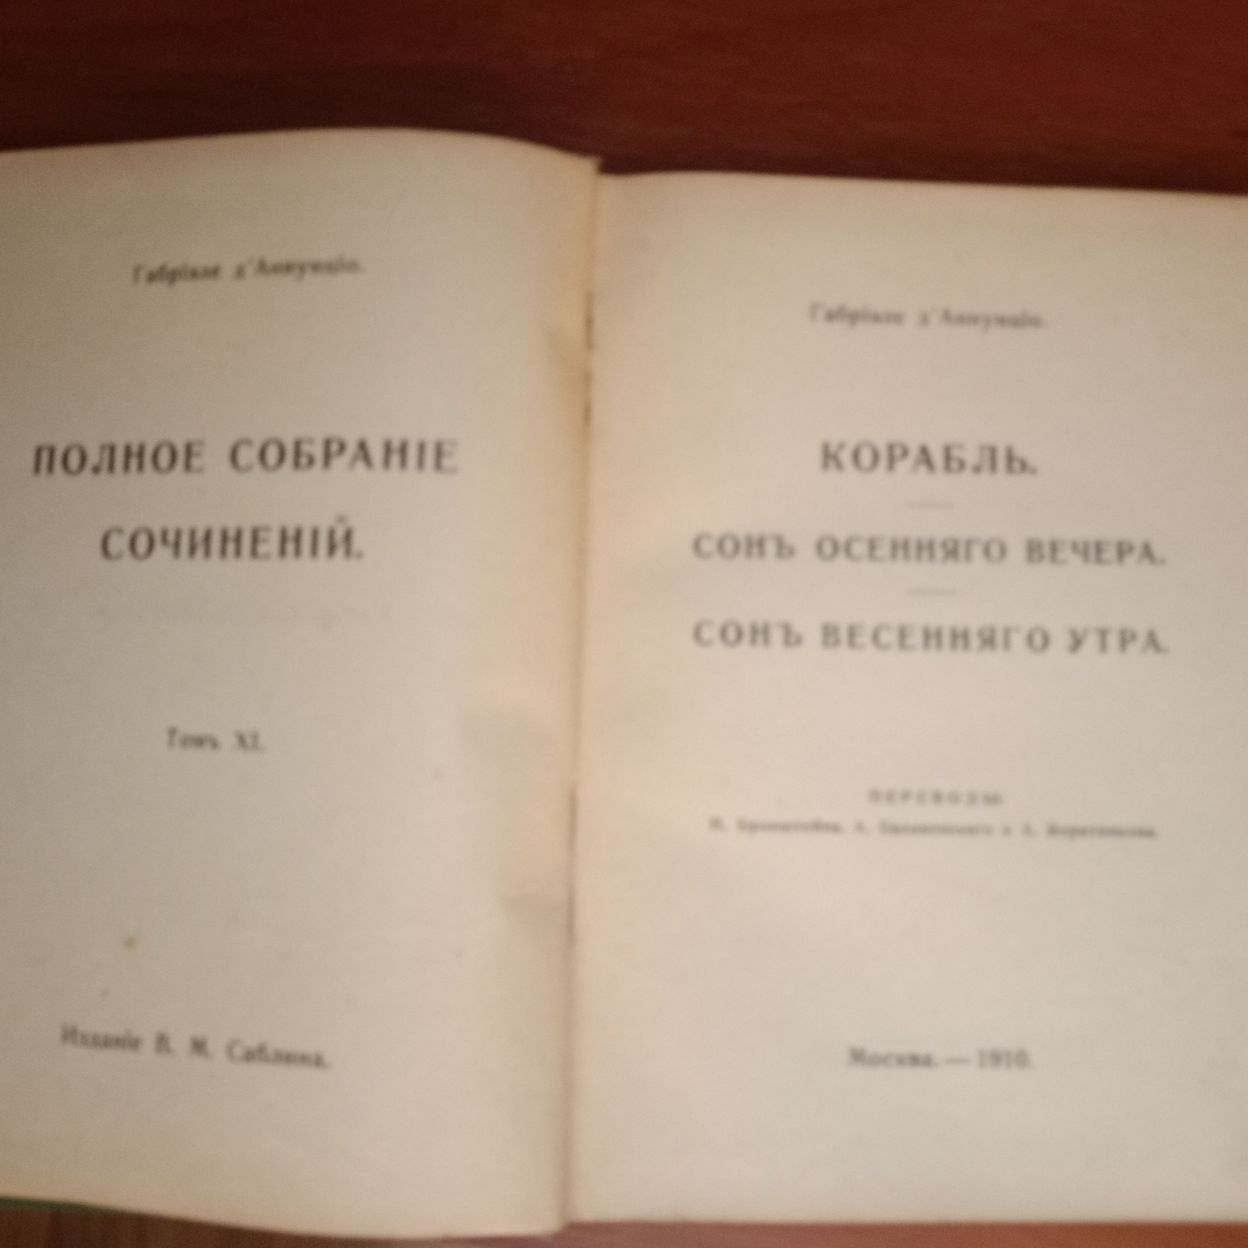 Габріэле д'Аннунціо.
ПОЛНОЕ СОБРАНІЕ
СОЧИНЕНІЙ.
Томъ XI.
Изданіе В. М. Саблина.
Габріэле д'Аннунціо.
КОРАБЛЬ.
СОНЪ ОСЕННЯГО ВЕЧЕРА.
СОНЪ ВЕСЕННЯГО УТРА.
ПЕРЕВОДЫ
А. и А.
Москва. — 1910.